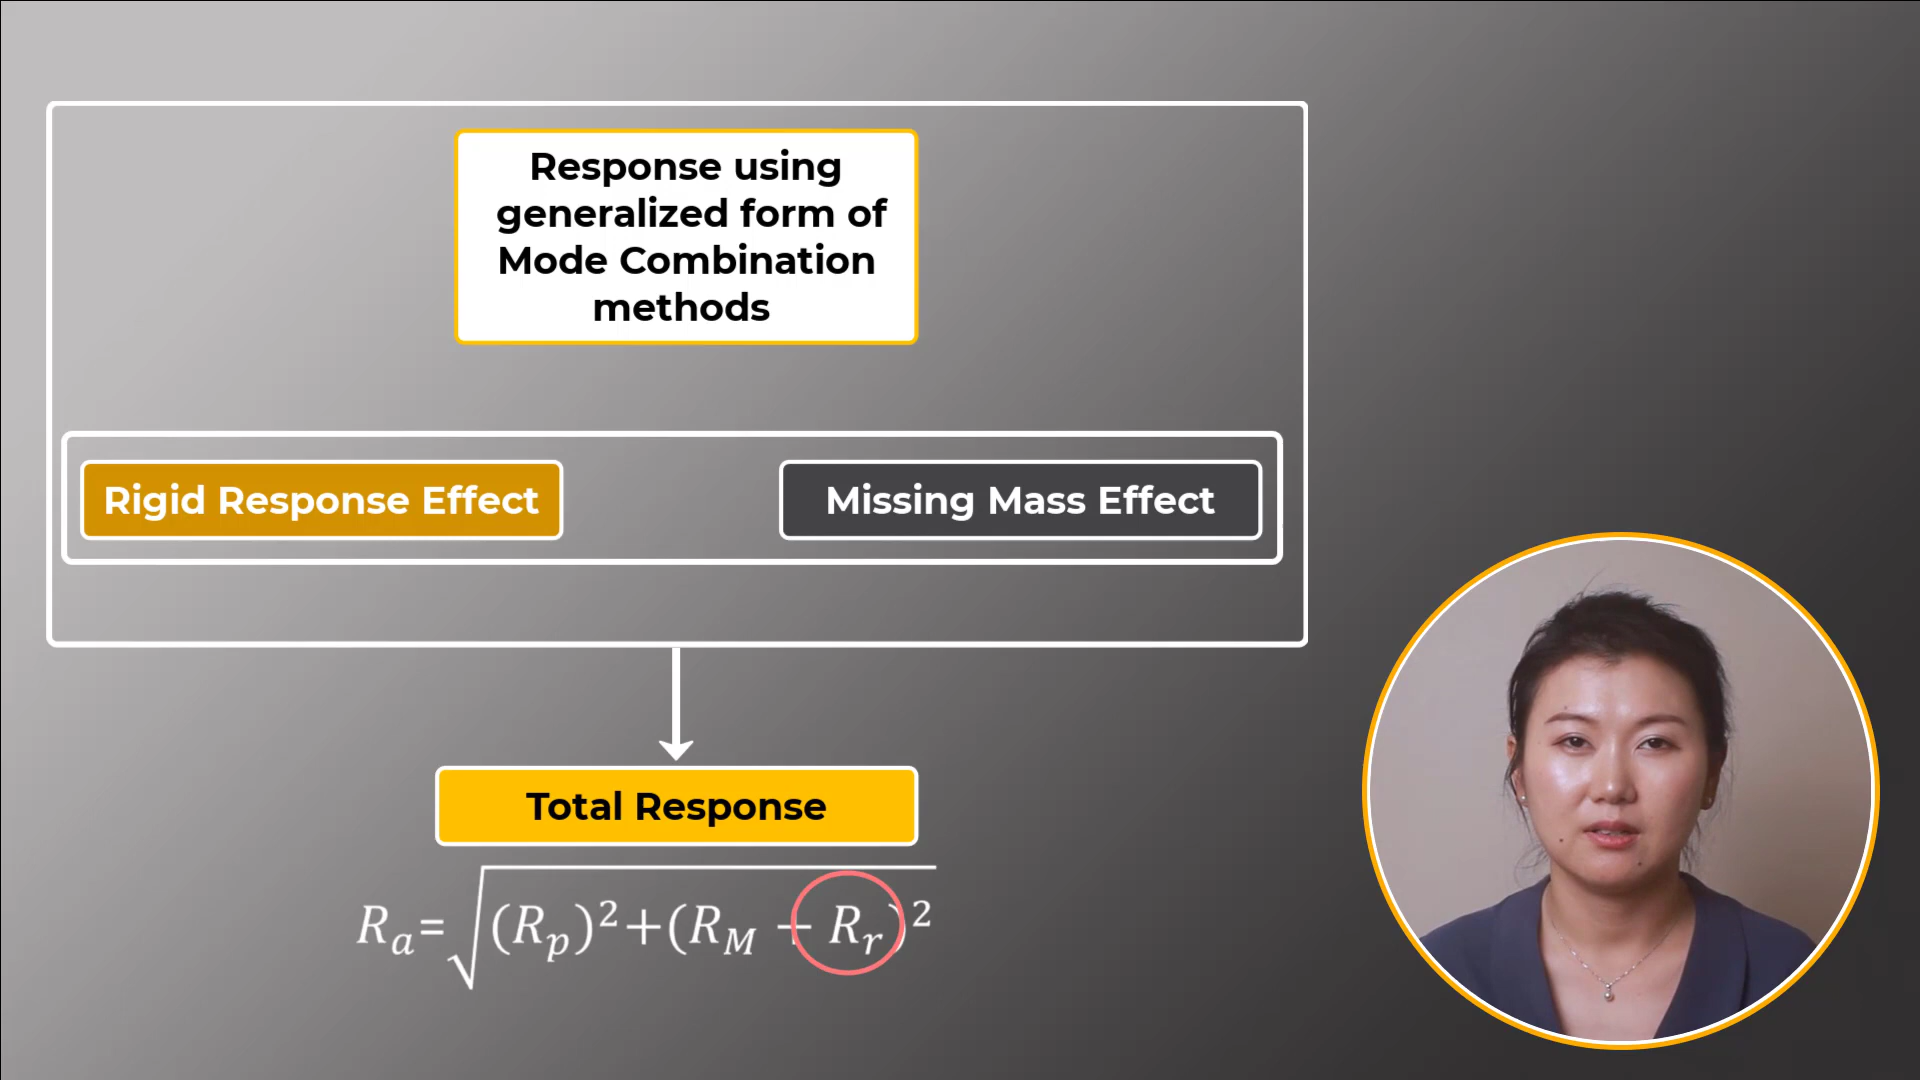 Response using
generalized form of
Mode Combination
methods
Rigid Response Effect
Missing Mass Effect
Total Response
Rₐ=√(Rₚ)²+(R_M + Rᵣ)²